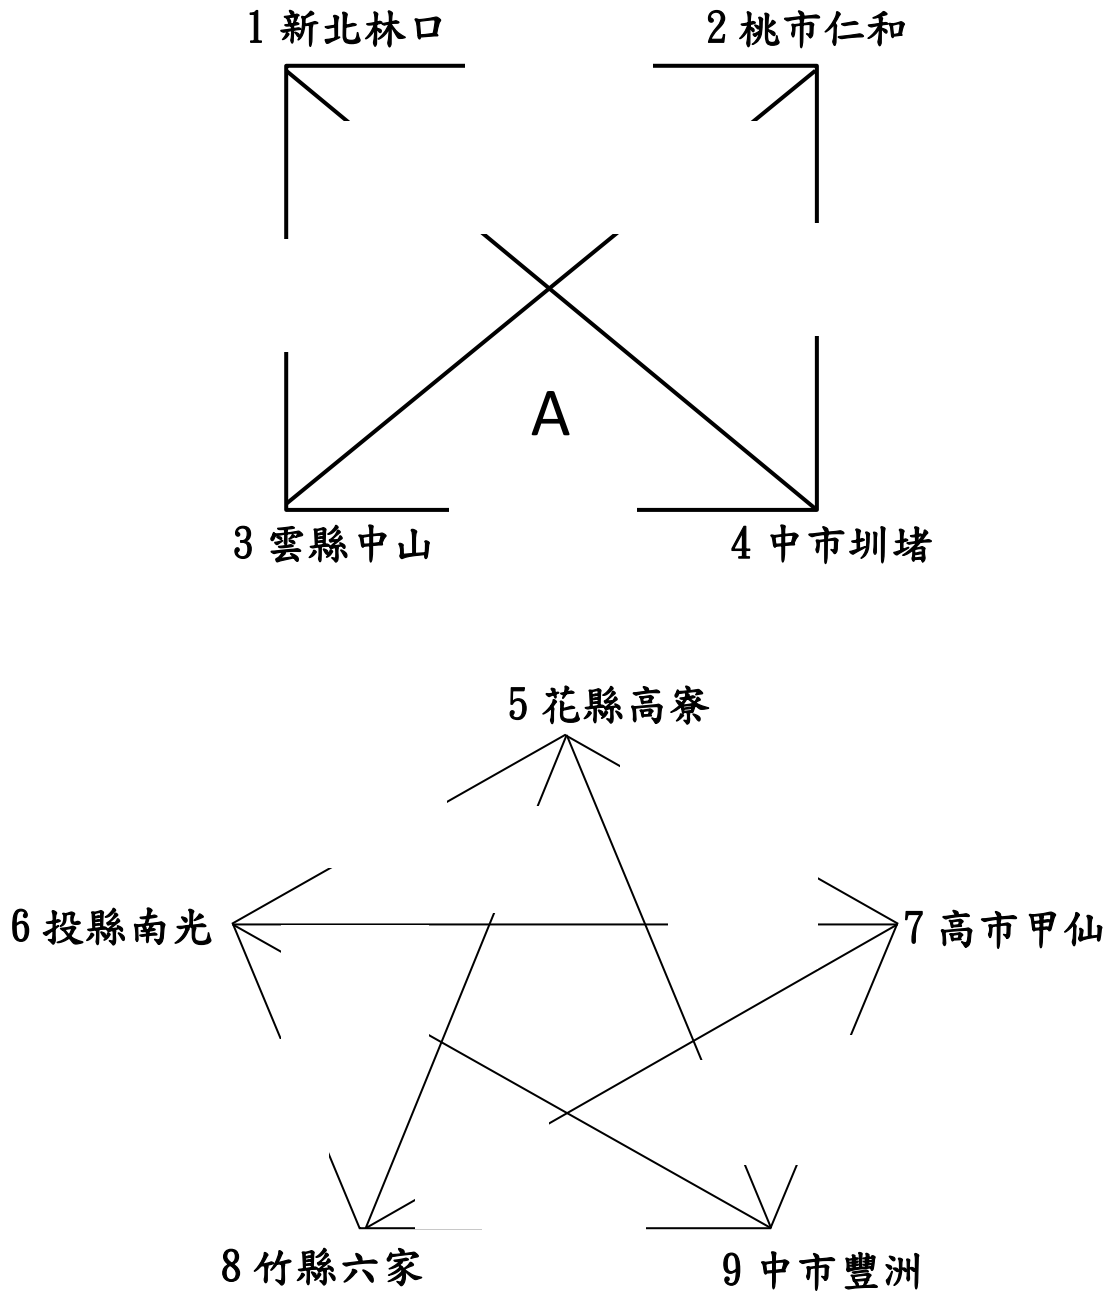 1 新北林口
2 桃市仁和
A
3 雲縣中山
4 中市圳堵
5 花縣高寮
6 投縣南光
7 高市甲仙
8 竹縣六家
9 中市豐洲